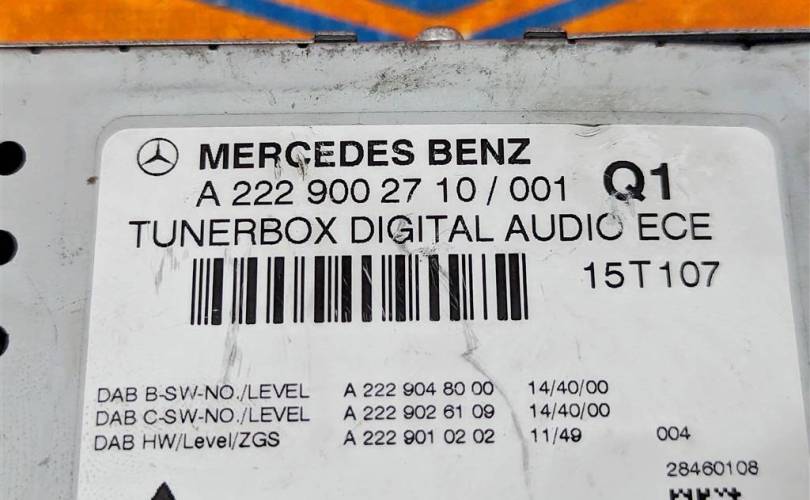 MERCEDES BENZ
A 222 900 27 10 / 001 Q1
TUNERBOX DIGITAL AUDIO ECE
15T107
DAB B-SW-NO./LEVEL A 222 904 80 00 14/40/00
DAB C-SW-NO./LEVEL A 222 902 61 09 14/40/00
DAB HW/Level/ZGS A 222 901 02 02 11/49 004
28460108